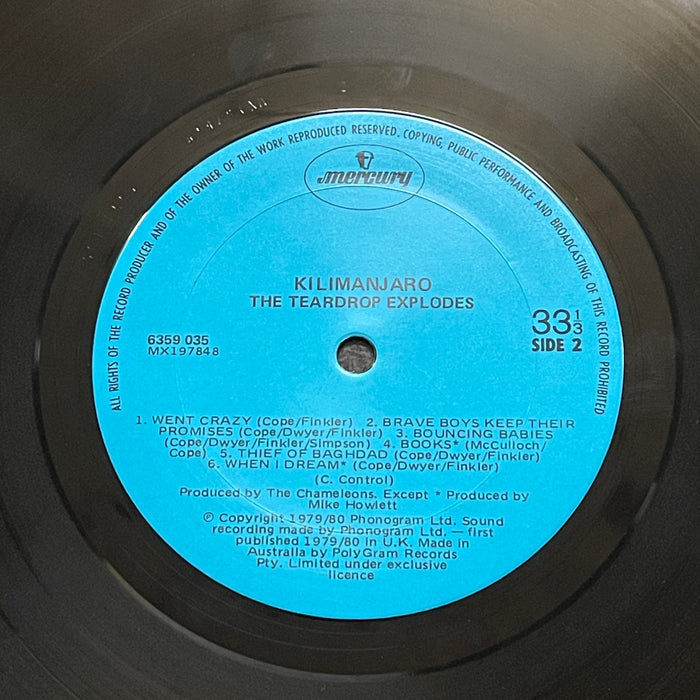 ALL RIGHTS OF THE RECORD PRODUCER AND OF THE OWNER OF THE WORK REPRODUCED RESERVED. COPYING, PUBLIC PERFORMANCE AND BROADCASTING OF THIS RECORD PROHIBITED
mercury
KILIMANJARO
THE TEARDROP EXPLODES
6359 035
MX197848
33 1/3
SIDE 2
1. WENT CRAZY (Cope/Finkler) 2. BRAVE BOYS KEEP THEIR
PROMISES (Cope/Dwyer/Finkler) 3. BOUNCING BABIES
(Cope/Dwyer/Finkler/Simpson) 4. BOOKS* (McCulloch/
Cope) 5. THIEF OF BAGHDAD (Cope/Dwyer/Finkler)
6. WHEN I DREAM* (Cope/Dwyer/Finkler)
(C. Control)
Produced by The Chameleons. Except * Produced by
Mike Howlett
℗ Copyright 1979/80 Phonogram Ltd. Sound
recording made by Phonogram Ltd. — first
published 1979/80 in U.K. Made in
Australia by PolyGram Records
Pty. Limited under exclusive
licence